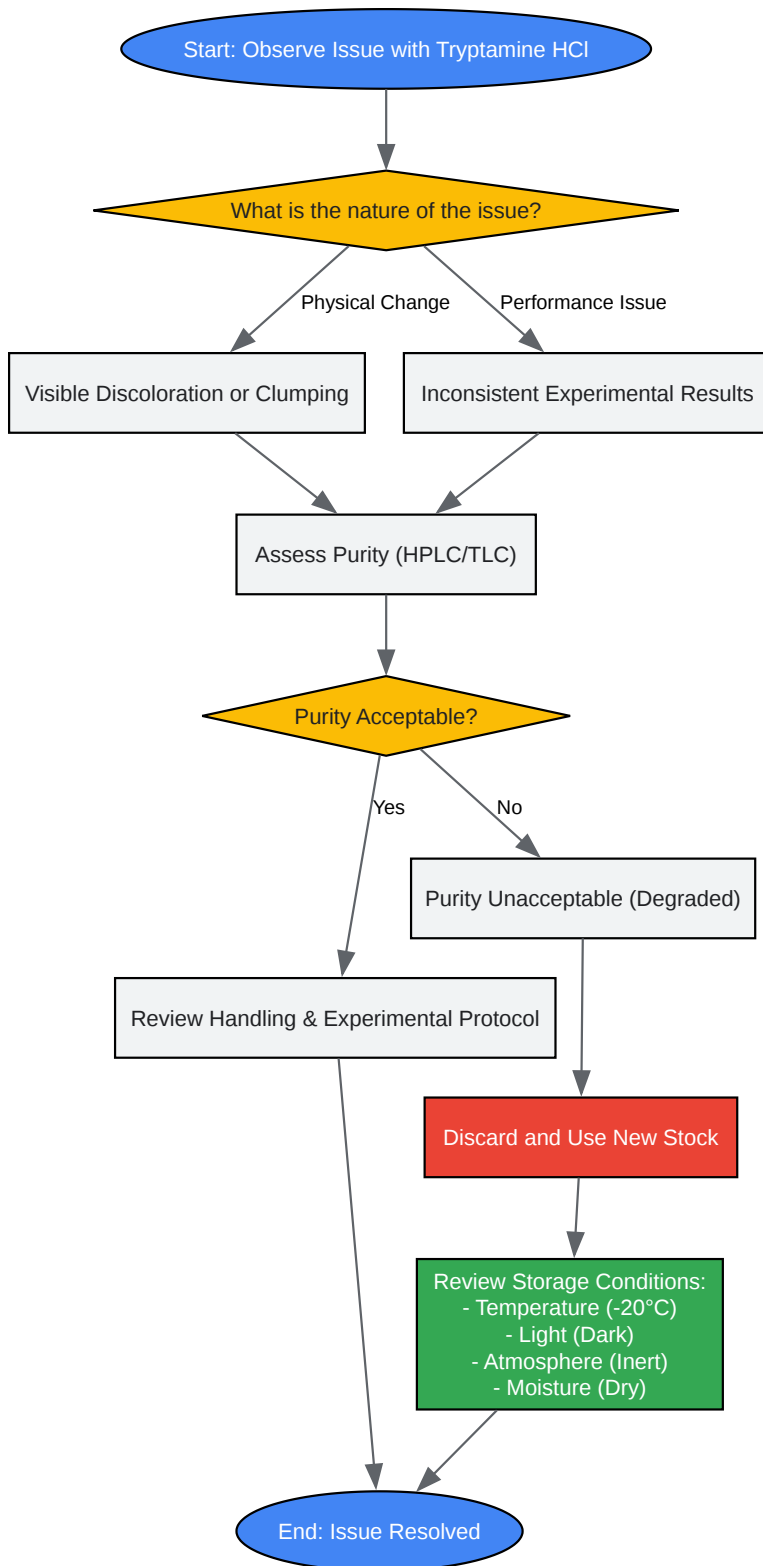 Start: Observe Issue with Tryptamine HCl
What is the nature of the issue?
Physical Change
Performance Issue
Visible Discoloration or Clumping
Inconsistent Experimental Results
Assess Purity (HPLC/TLC)
Purity Acceptable?
Yes
No
Purity Unacceptable (Degraded)
Review Handling & Experimental Protocol
Discard and Use New Stock
Review Storage Conditions:
- Temperature (-20°C)
- Light (Dark)
- Atmosphere (Inert)
- Moisture (Dry)
End: Issue Resolved